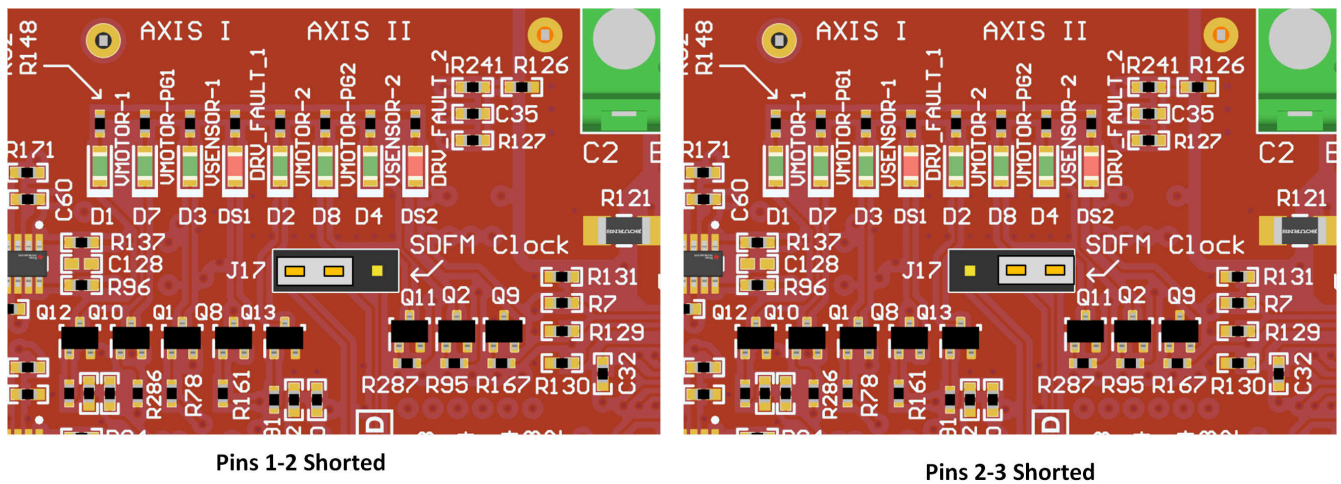 R148
AXIS I
AXIS II
VMOTOR-1
VMOTOR-PG1
VSENSOR-1
DRV_FAULT_1
VMOTOR-2
VMOTOR-PG2
VSENSOR-2
DRV_FAULT_2
R241
R126
C35
R127
C2
R171
C60
D1 D7 D3 DS1 D2 D8 D4 DS2
R121
BOURNS
R137
C128
R96
J17
SDFM Clock
R131
R7
R129
R130
C32
Q12 Q10 Q1 Q8 Q13
Q11 Q2 Q9
R286
R78
R161
R287 R95 R167
D
Pins 1-2 Shorted
R148
AXIS I
AXIS II
VMOTOR-1
VMOTOR-PG1
VSENSOR-1
DRV_FAULT_1
VMOTOR-2
VMOTOR-PG2
VSENSOR-2
DRV_FAULT_2
R241
R126
C35
R127
C2
R171
C60
D1 D7 D3 DS1 D2 D8 D4 DS2
R121
BOURNS
R137
C128
R96
J17
SDFM Clock
R131
R7
R129
R130
C32
Q12 Q10 Q1 Q8 Q13
Q11 Q2 Q9
R286
R78
R161
R287 R95 R167
D
Pins 2-3 Shorted